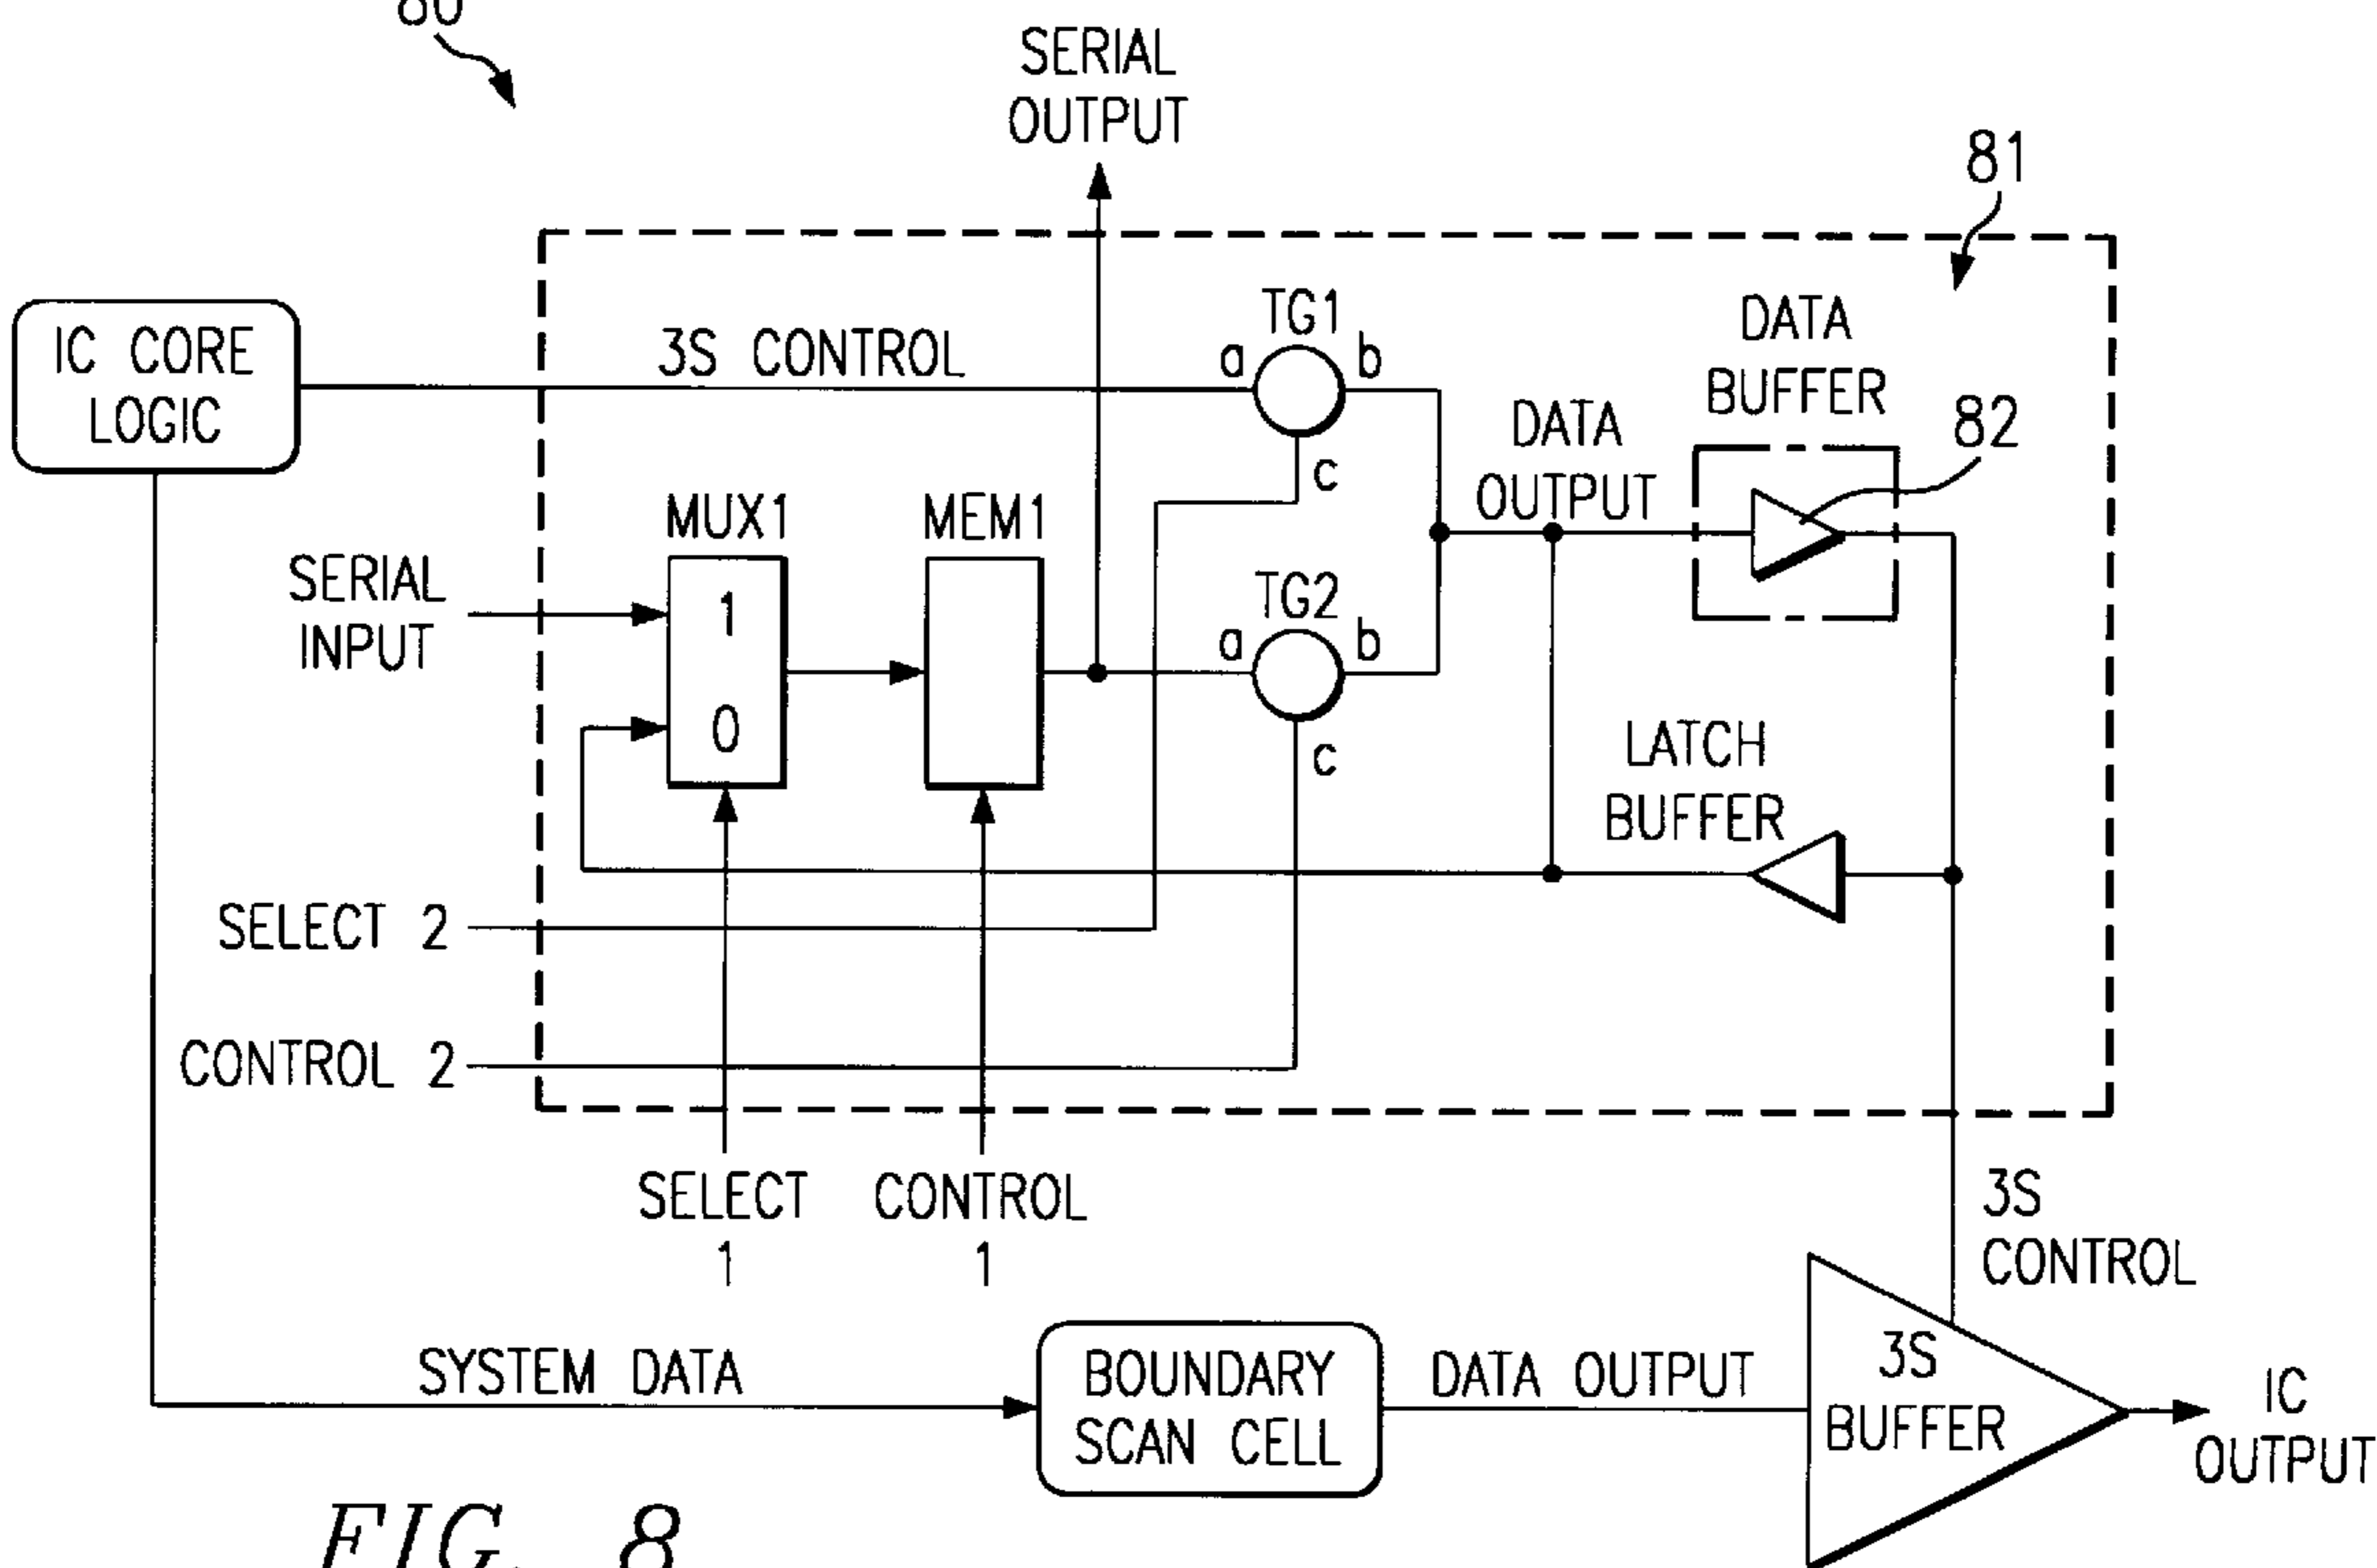 80
SERIAL
OUTPUT
81
IC CORE
LOGIC
3S CONTROL
TG1
a
b
c
DATA
BUFFER
82
DATA
OUTPUT
MUX1
1
0
MEM1
SERIAL
INPUT
TG2
a
b
c
LATCH
BUFFER
SELECT 2
CONTROL 2
SELECT
1
CONTROL
1
3S
CONTROL
SYSTEM DATA
BOUNDARY
SCAN CELL
DATA OUTPUT
3S
BUFFER
IC
OUTPUT
FIG. 8